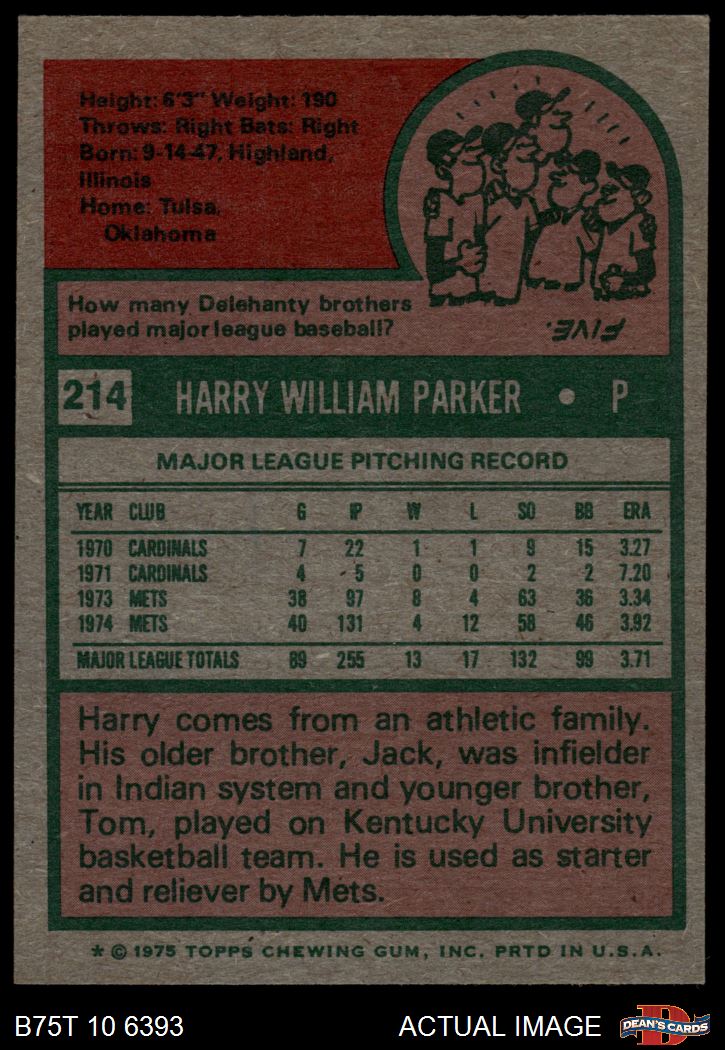 Height: 6'3" Weight: 190
Throws: Right Bats: Right
Born: 9-14-47, Highland,
Illinois
Home: Tulsa,
Oklahoma
How many Delehanty brothers
played major league baseball?
FIVE.
214 HARRY WILLIAM PARKER • P
MAJOR LEAGUE PITCHING RECORD
YEAR CLUB G IP W L SO BB ERA
1970 CARDINALS 7 22 1 1 9 15 3.27
1971 CARDINALS 4 5 0 0 2 2 7.20
1973 METS 38 97 8 4 63 36 3.34
1974 METS 40 131 4 12 58 46 3.92
MAJOR LEAGUE TOTALS 89 255 13 17 132 99 3.71
Harry comes from an athletic family.
His older brother, Jack, was infielder
in Indian system and younger brother,
Tom, played on Kentucky University
basketball team. He is used as starter
and reliever by Mets.
* © 1975 TOPPS CHEWING GUM, INC. PRTD IN U.S.A.
B75T 10 6393 ACTUAL IMAGE DEAN'S CARDS